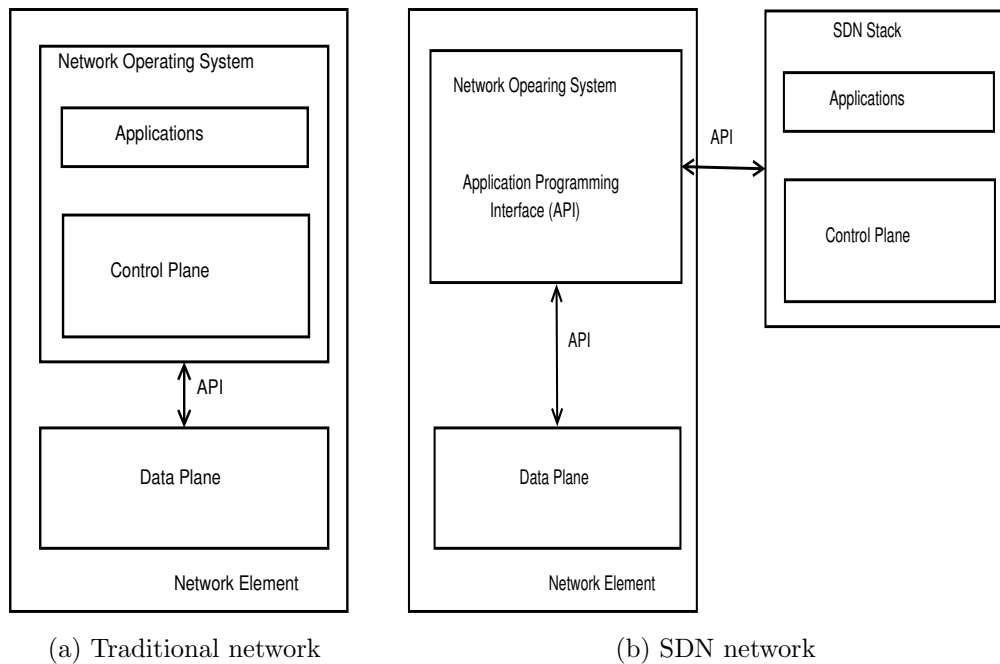 Network Operating System
Applications
Control Plane
API
Data Plane
Network Element
(a) Traditional network
Network Opearing System
Application Programming
Interface (API)
API
Data Plane
Network Element
API
SDN Stack
Applications
Control Plane
(b) SDN network